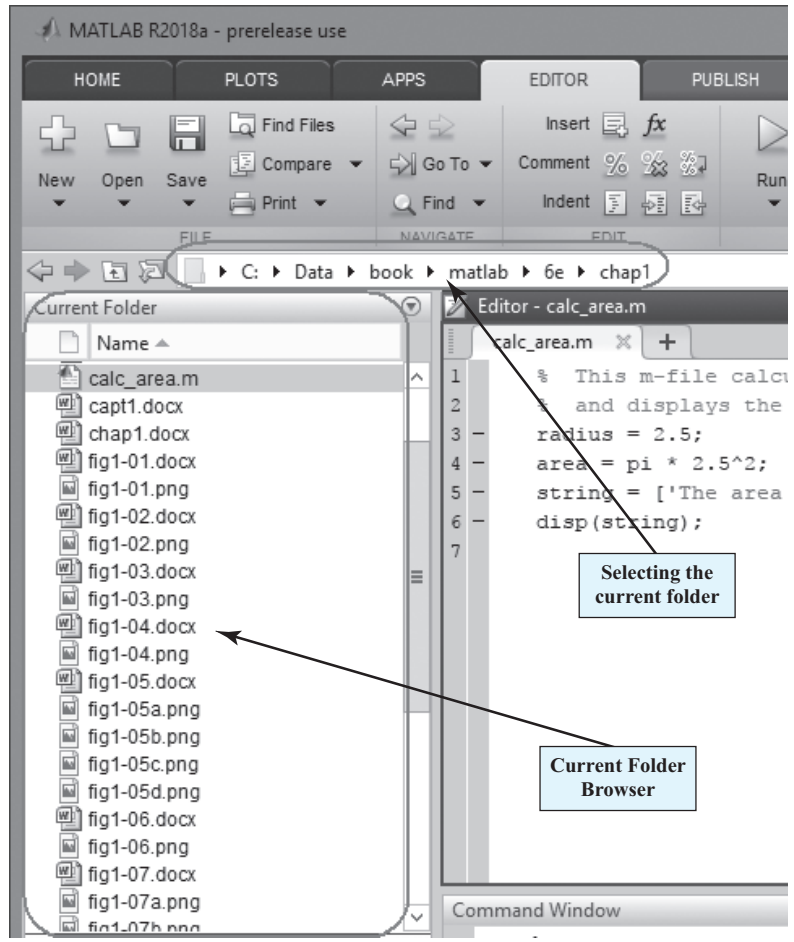 MATLAB R2018a - prerelease use
HOME PLOTS APPS EDITOR PUBLISH
New
Open
Save
Find Files
Compare
Print
FILE
Go To
Find
NAVIGATE
Insert fx
Comment
Indent
EDIT
Run
C: Data book matlab 6e chap1
Current Folder
Name
calc_area.m
capt1.docx
chap1.docx
fig1-01.docx
fig1-01.png
fig1-02.docx
fig1-02.png
fig1-03.docx
fig1-03.png
fig1-04.docx
fig1-04.png
fig1-05.docx
fig1-05a.png
fig1-05b.png
fig1-05c.png
fig1-05d.png
fig1-06.docx
fig1-06.png
fig1-07.docx
fig1-07a.png
fig1-07b.png
Editor - calc_area.m
calc_area.m
1 % This m-file calcu
2 % and displays the
3 – radius = 2.5;
4 – area = pi * 2.5^2;
5 – string = ['The area
6 – disp(string);
7
Selecting the
current folder
Current Folder
Browser
Command Window